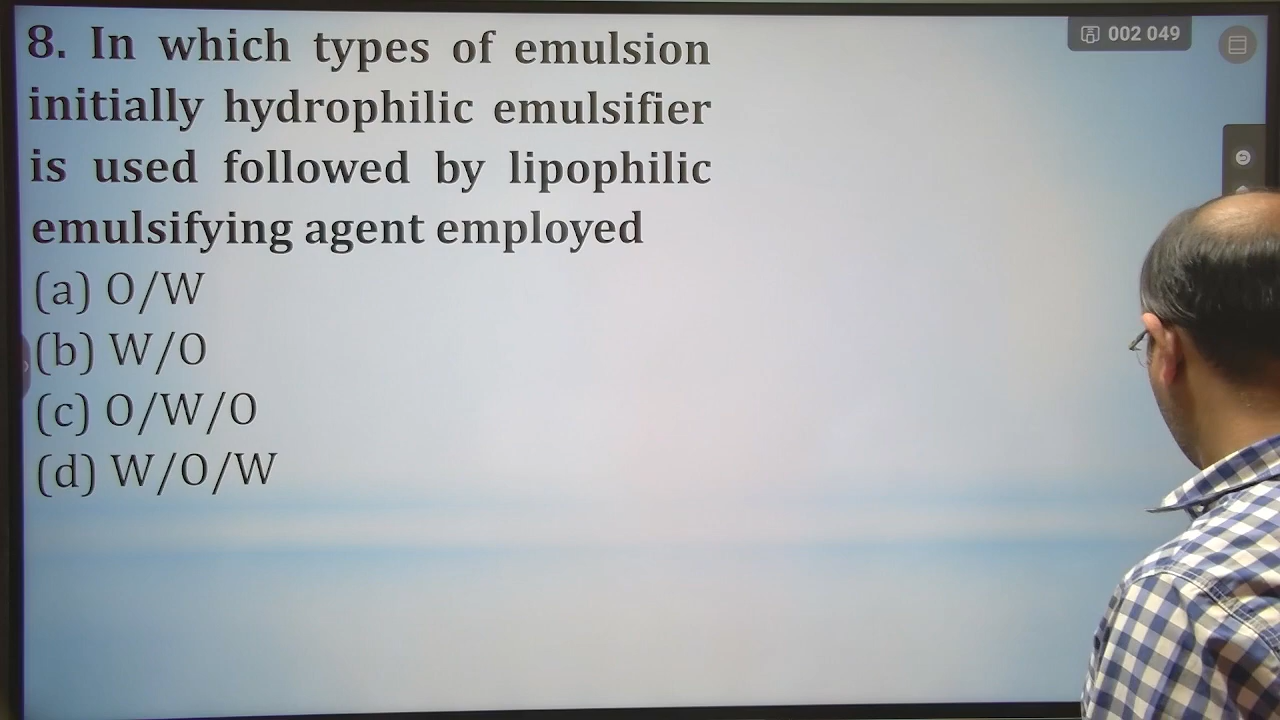 8. In which types of emulsion
initially hydrophilic emulsifier
is used followed by lipophilic
emulsifying agent employed
(a) O/W
(b) W/O
(c) O/W/O
(d) W/O/W
002 049